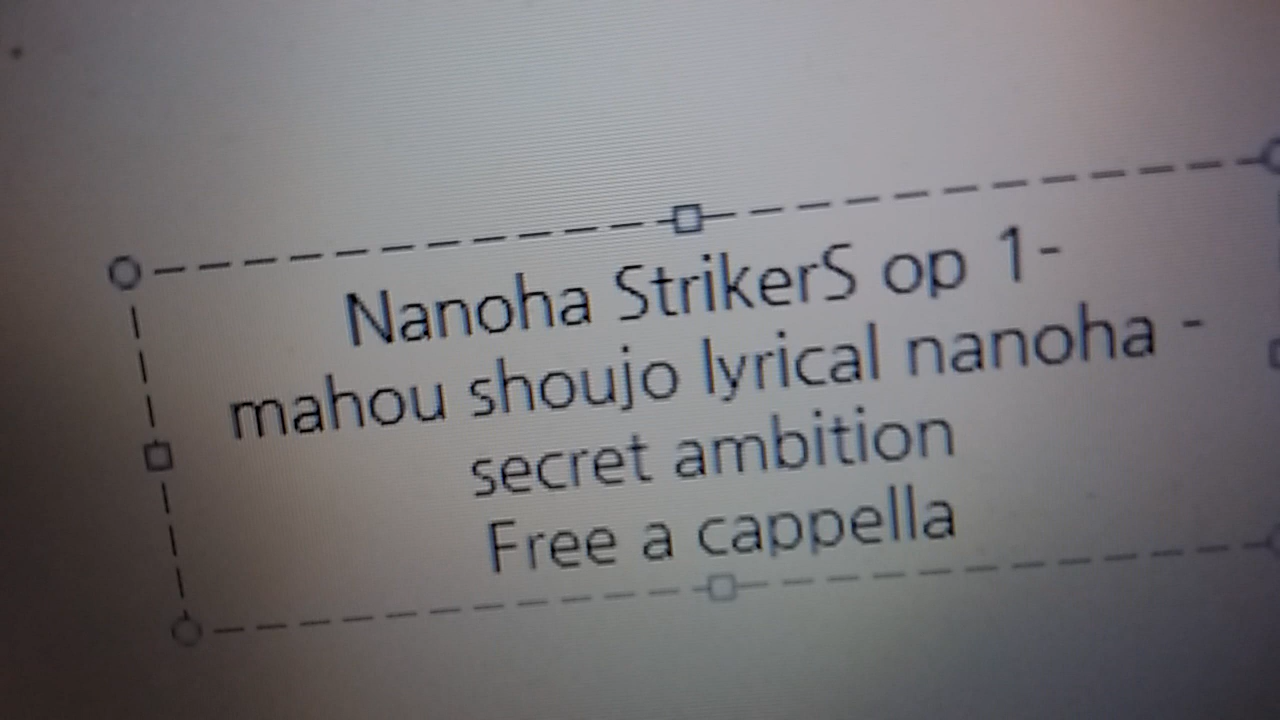 Nanoha StrikerS op 1-
mahou shoujo lyrical nanoha -
secret ambition
Free a cappella